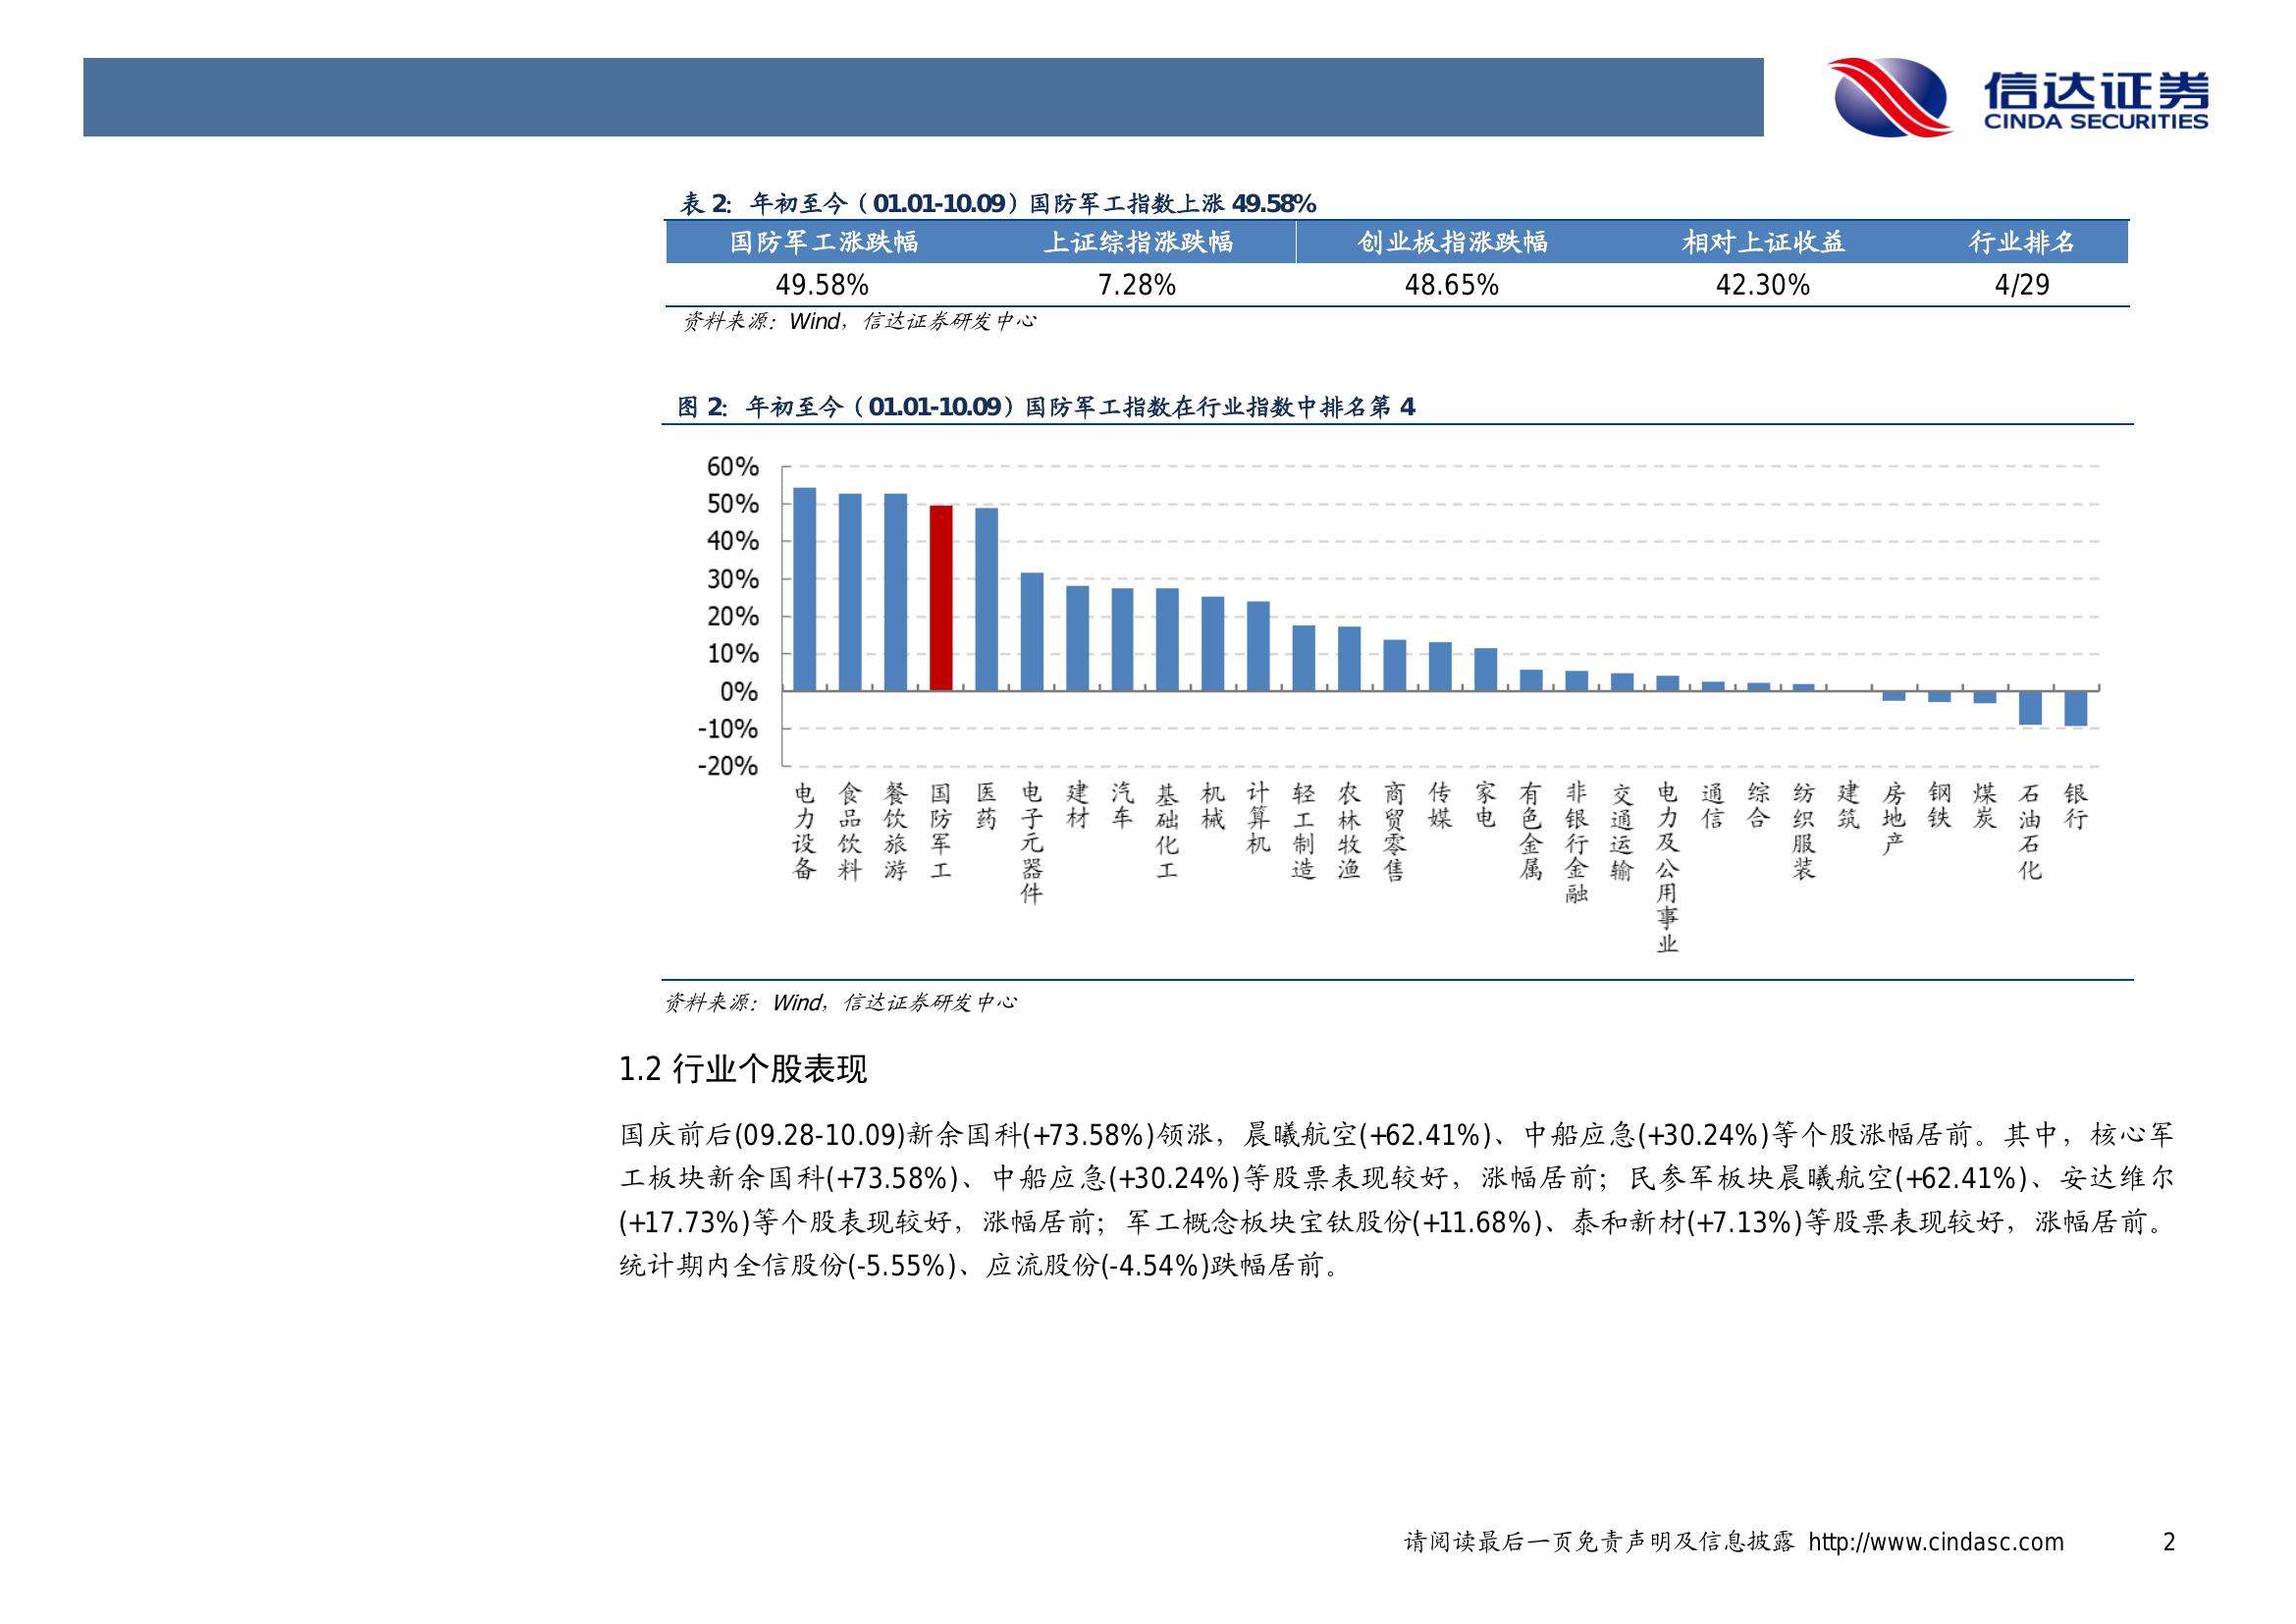 信达证券
CINDA SECURITIES
表 2：年初至今（01.01-10.09）国防军工指数上涨 49.58%
国防军工涨跌幅 上证综指涨跌幅 创业板指涨跌幅 相对上证收益 行业排名
49.58% 7.28% 48.65% 42.30% 4/29
资料来源：Wind，信达证券研发中心
图 2：年初至今（01.01-10.09）国防军工指数在行业指数中排名第 4
60%
50%
40%
30%
20%
10%
0%
-10%
-20%
电力设备
食品饮料
餐饮旅游
国防军工
医药
电子元器件
建材
汽车
基础化工
机械
计算机
轻工制造
农林牧渔
商贸零售
传媒
家电
有色金属
非银行金融
交通运输
电力及公用事业
通信
综合
纺织服装
建筑
房地产
钢铁
煤炭
石油石化
银行
资料来源：Wind，信达证券研发中心
1.2 行业个股表现
国庆前后(09.28-10.09)新余国科(+73.58%)领涨，晨曦航空(+62.41%)、中船应急(+30.24%)等个股涨幅居前。其中，核心军
工板块新余国科(+73.58%)、中船应急(+30.24%)等股票表现较好，涨幅居前；民参军板块晨曦航空(+62.41%)、安达维尔
(+17.73%)等个股表现较好，涨幅居前；军工概念板块宝钛股份(+11.68%)、泰和新材(+7.13%)等股票表现较好，涨幅居前。
统计期内全信股份(-5.55%)、应流股份(-4.54%)跌幅居前。
请阅读最后一页免责声明及信息披露 http://www.cindasc.com 2